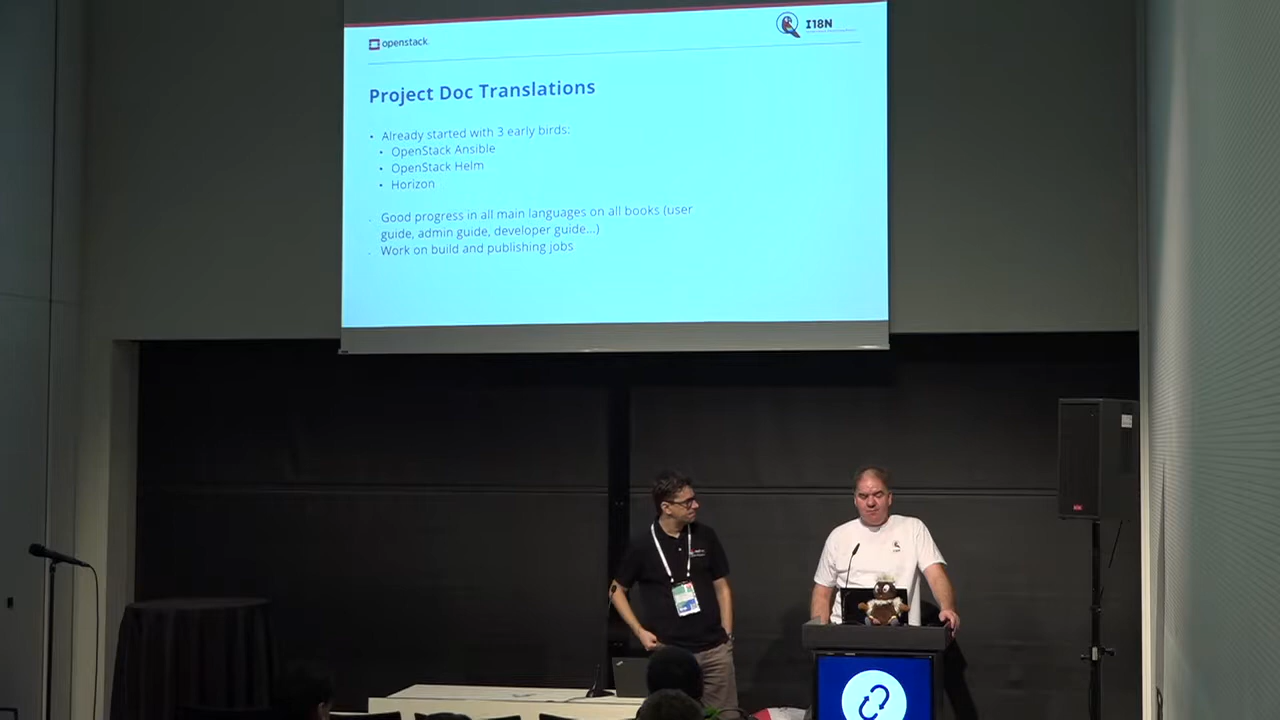 openstack.
I18N
Project Doc Translations
• Already started with 3 early birds:
• OpenStack Ansible
• OpenStack Helm
• Horizon
Good progress in all main languages on all books (user
guide, admin guide, developer guide...)
Work on build and publishing jobs